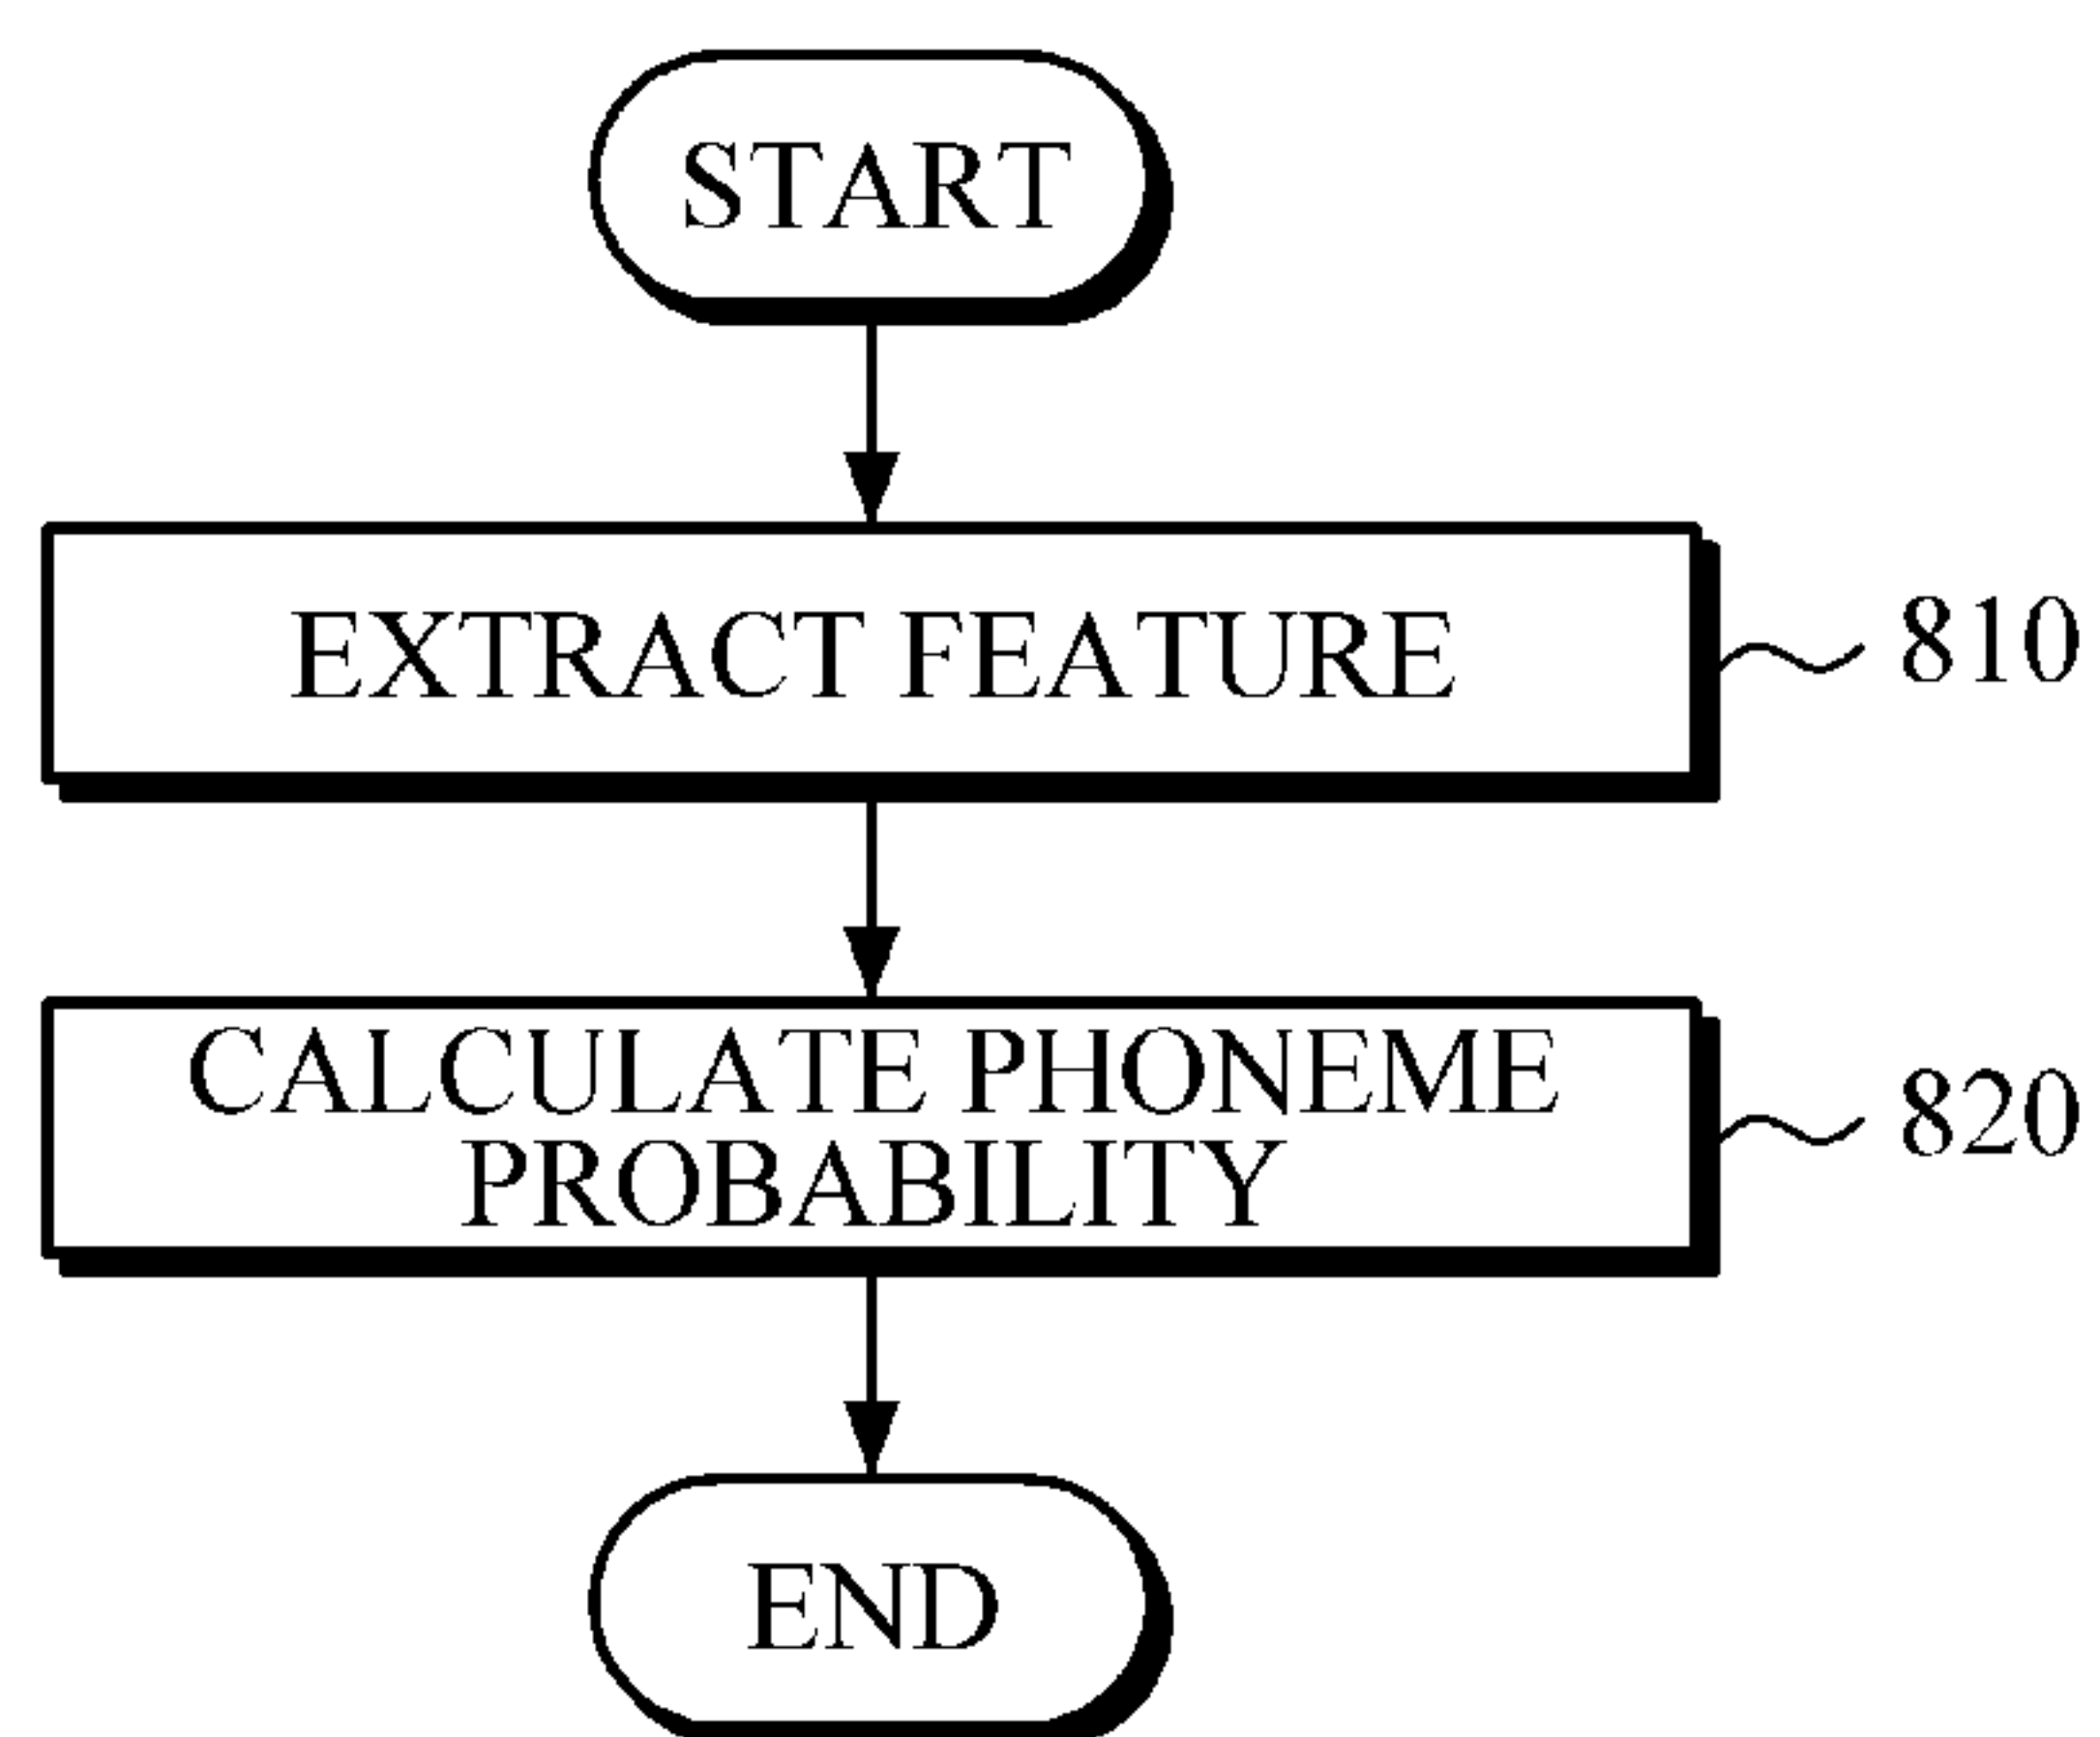 START
EXTRACT FEATURE
810
CALCULATE PHONEME
PROBABILITY
820
END